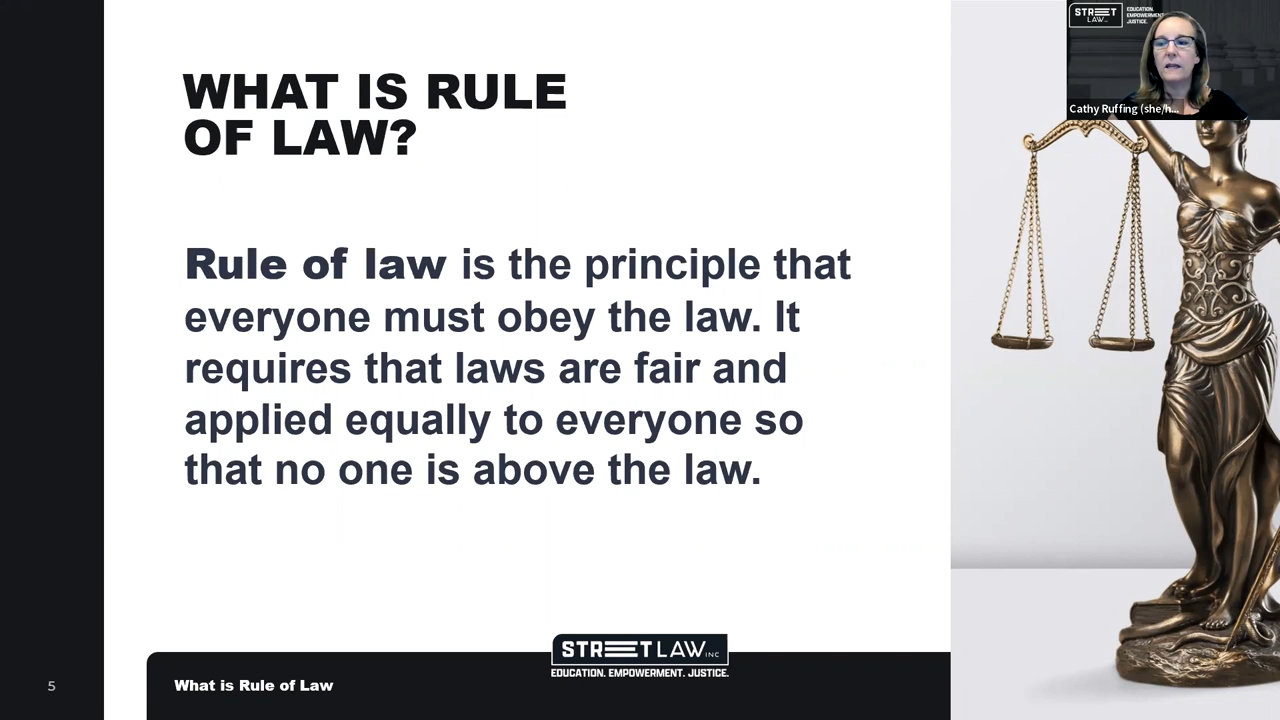 WHAT IS RULE
OF LAW?
Rule of law is the principle that
everyone must obey the law. It
requires that laws are fair and
applied equally to everyone so
that no one is above the law.
STREET
LAW INC
EDUCATION.
EMPOWERMENT.
JUSTICE.
Cathy Ruffing (she/h...
5
What is Rule of Law
STREET LAW INC
EDUCATION. EMPOWERMENT. JUSTICE.